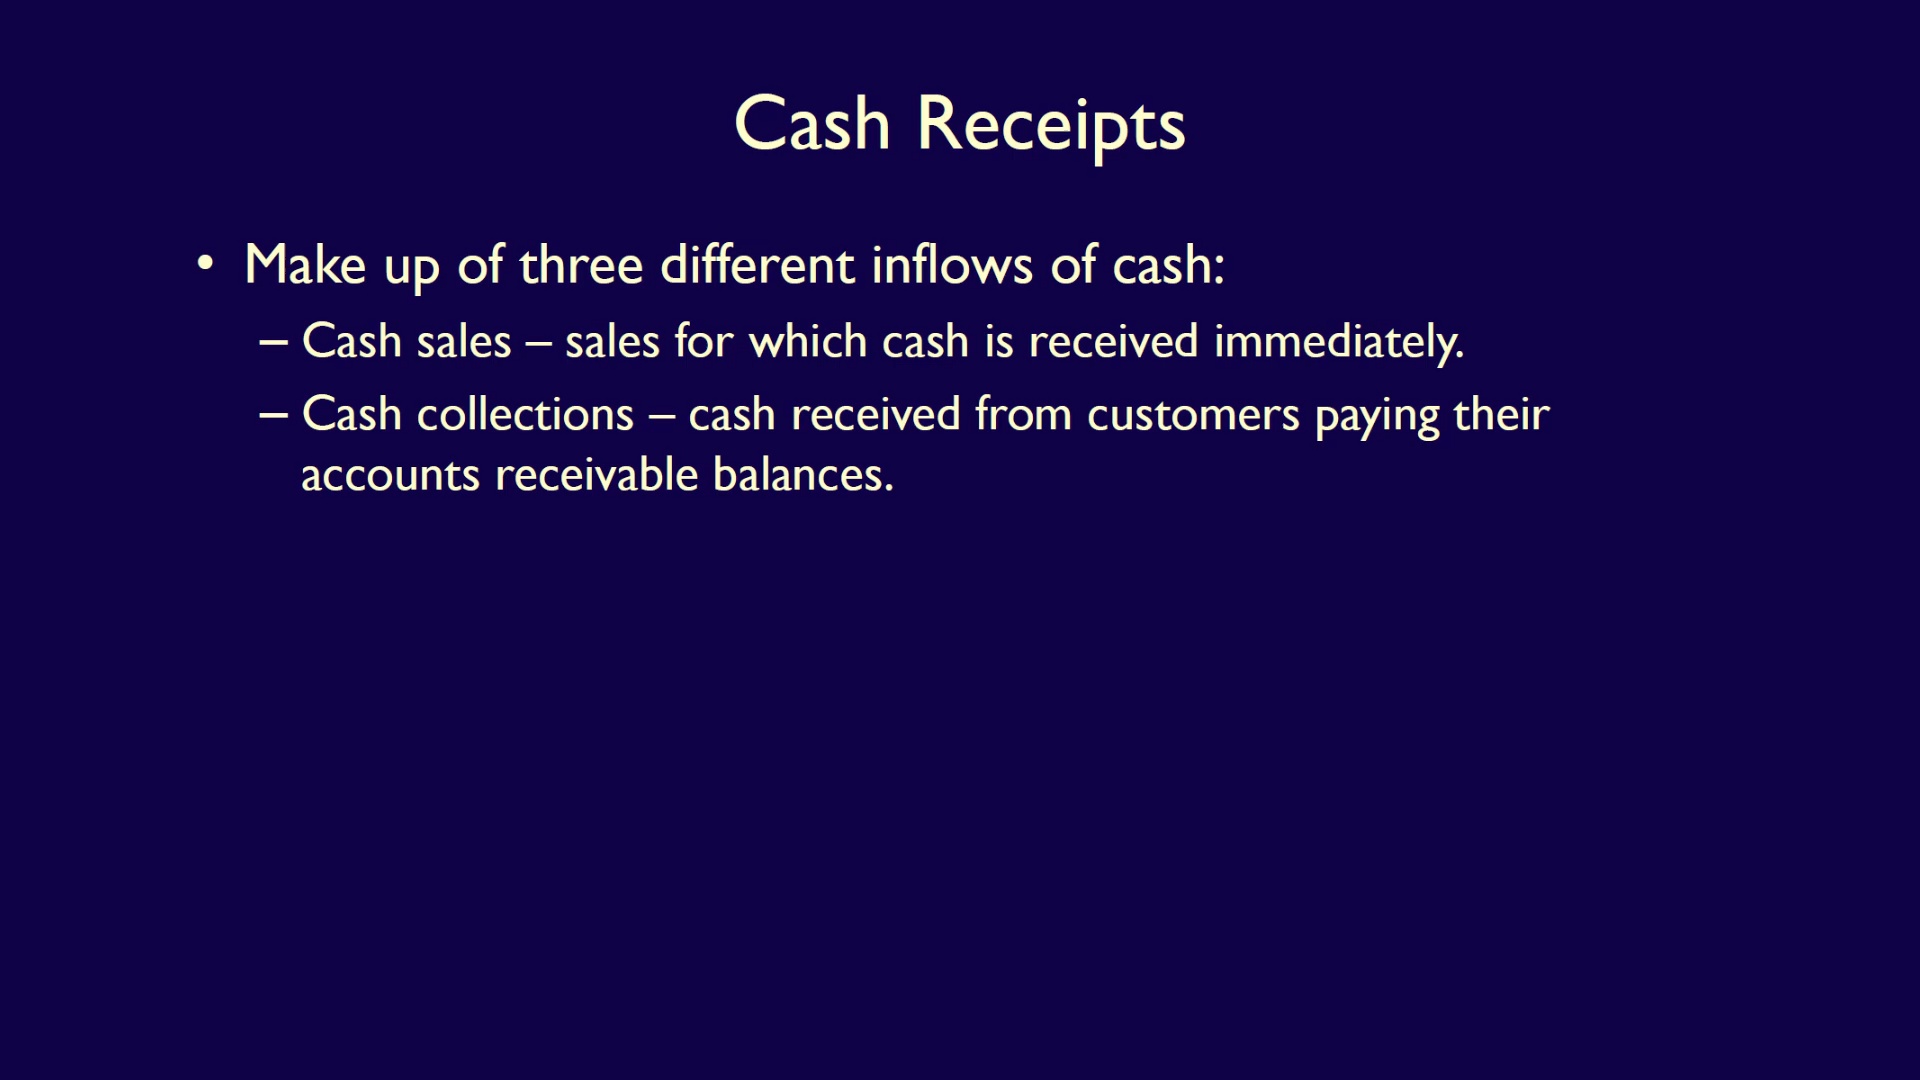 Cash Receipts
• Make up of three different inflows of cash:
– Cash sales – sales for which cash is received immediately.
– Cash collections – cash received from customers paying their
accounts receivable balances.